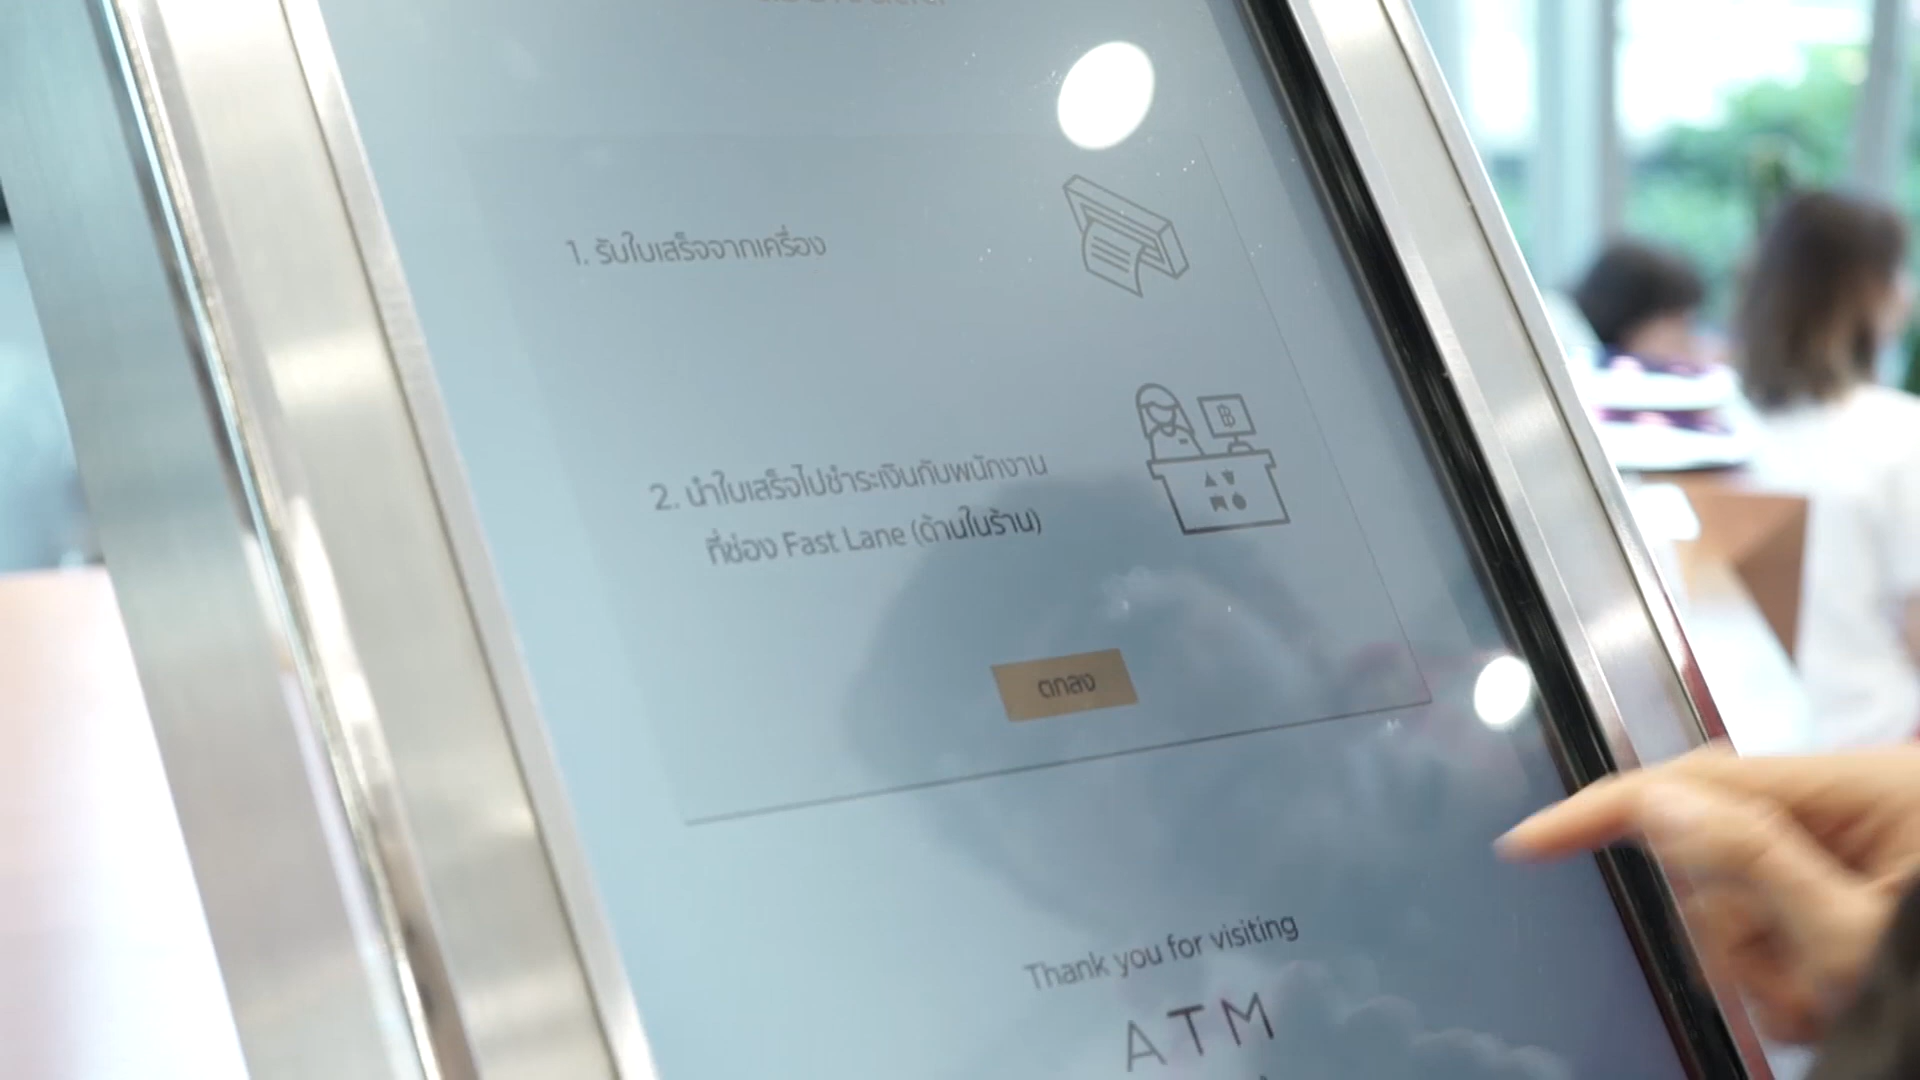 1. รับใบเสร็จจากเครื่อง
฿
2. นำใบเสร็จไปชำระเงินกับพนักงาน
ที่ช่อง Fast Lane (ด้านในร้าน)
ตกลง
Thank you for visiting
ATM